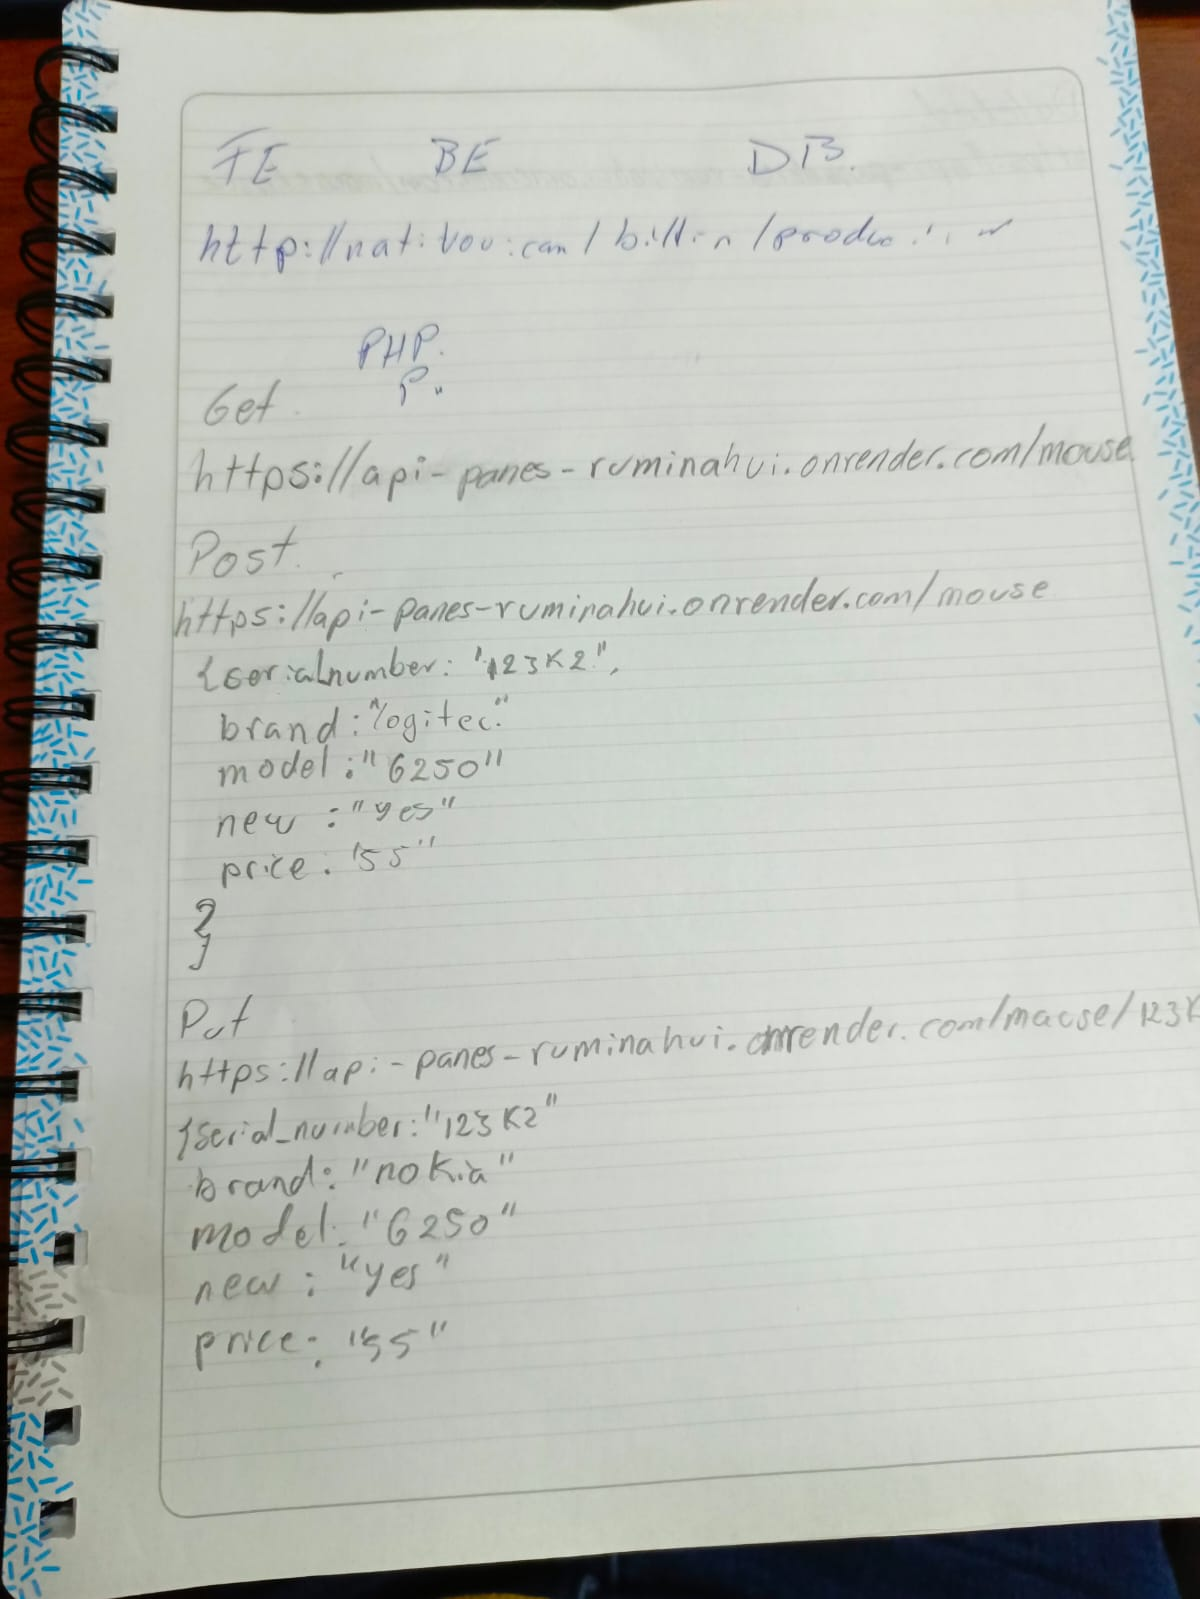 FE BE DB.
http://
PHP.
P..
Get
https://api-panes-ruminahui.onrender.com/mouse
Post.
https://api-panes-ruminahui.onrender.com/mouse
{serialnumber: "123K2",
brand: "logitec"
model: "G250"
new : "yes"
price: "55"
}
Put
https://api-panes-ruminahui.onrender.com/mouse/123K
{serial_number: "123K2"
brand: "nokia"
model: "G250"
new : "yes"
price: "55"